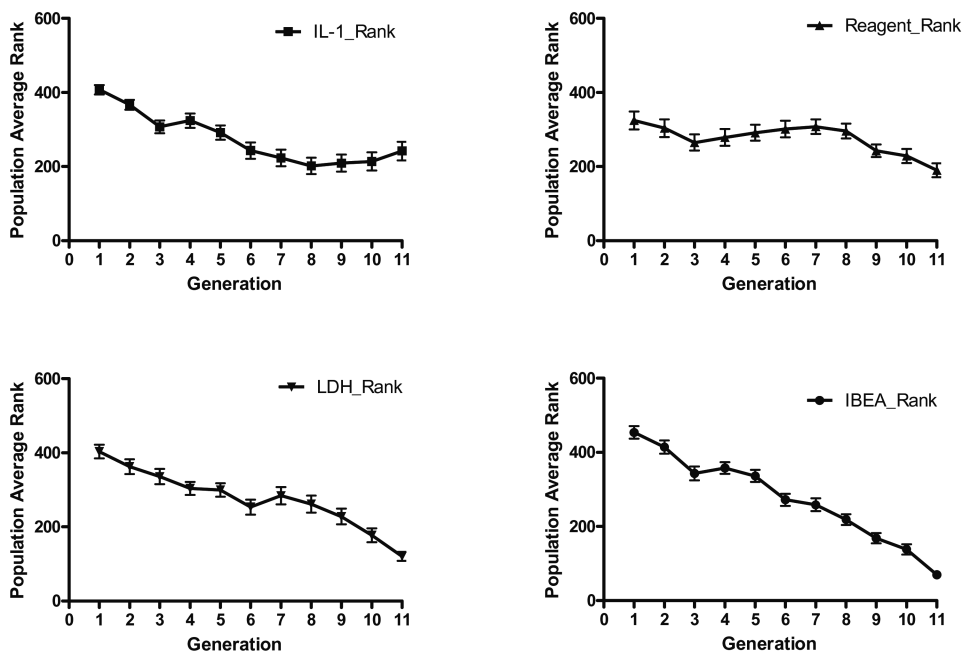 IL-1_Rank
Population Average Rank
600
400
200
0
0 1 2 3 4 5 6 7 8 9 10 11
Generation
Reagent_Rank
Population Average Rank
600
400
200
0
0 1 2 3 4 5 6 7 8 9 10 11
Generation
LDH_Rank
Population Average Rank
600
400
200
0
0 1 2 3 4 5 6 7 8 9 10 11
Generation
IBEA_Rank
Population Average Rank
600
400
200
0
0 1 2 3 4 5 6 7 8 9 10 11
Generation